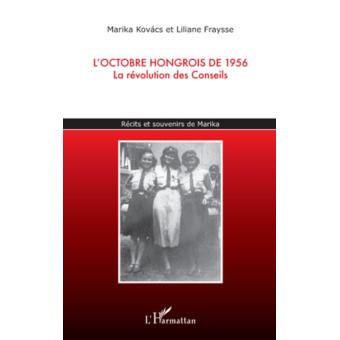 Marika Kovács et Liliane Fraysse
L'OCTOBRE HONGROIS DE 1956
La révolution des Conseils
Récits et souvenirs de Marika
L'Harmattan